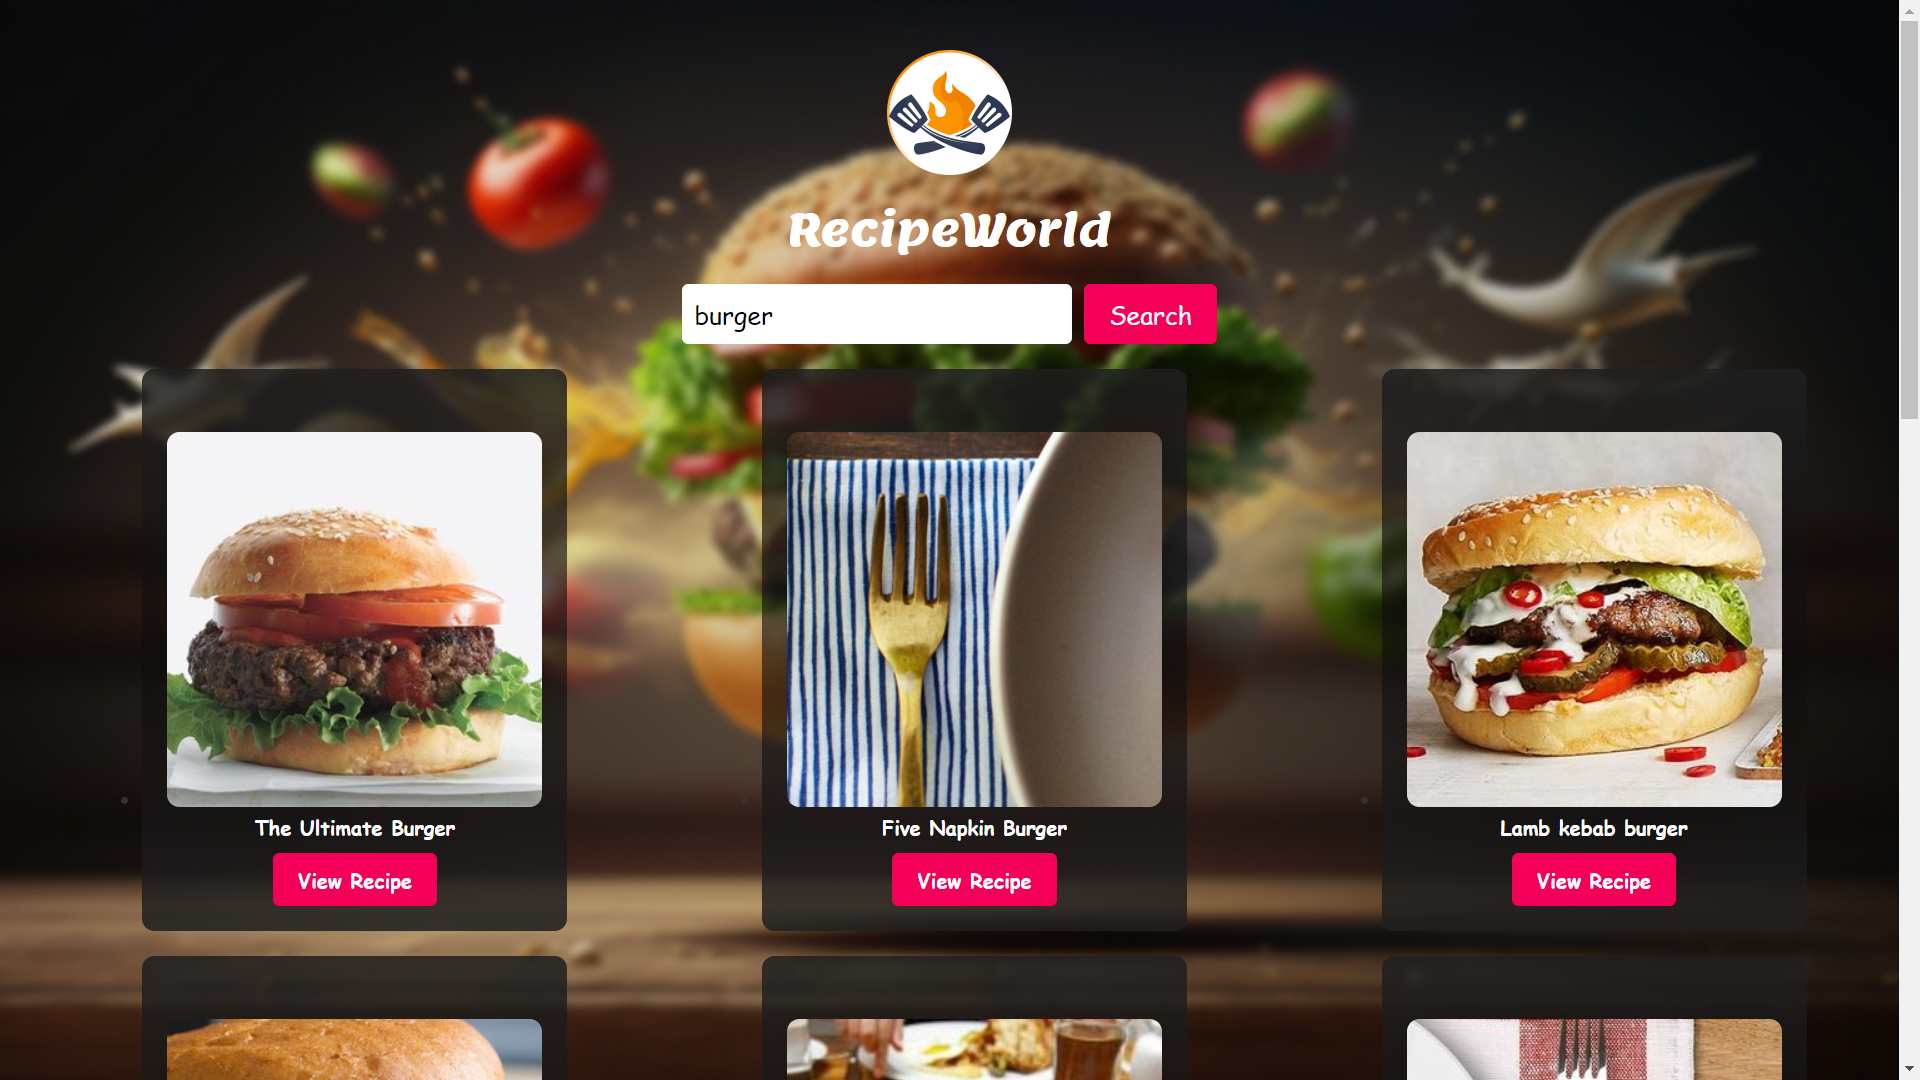 RecipeWorld
burger
Search
The Ultimate Burger
Five Napkin Burger
Lamb kebab burger
View Recipe
View Recipe
View Recipe